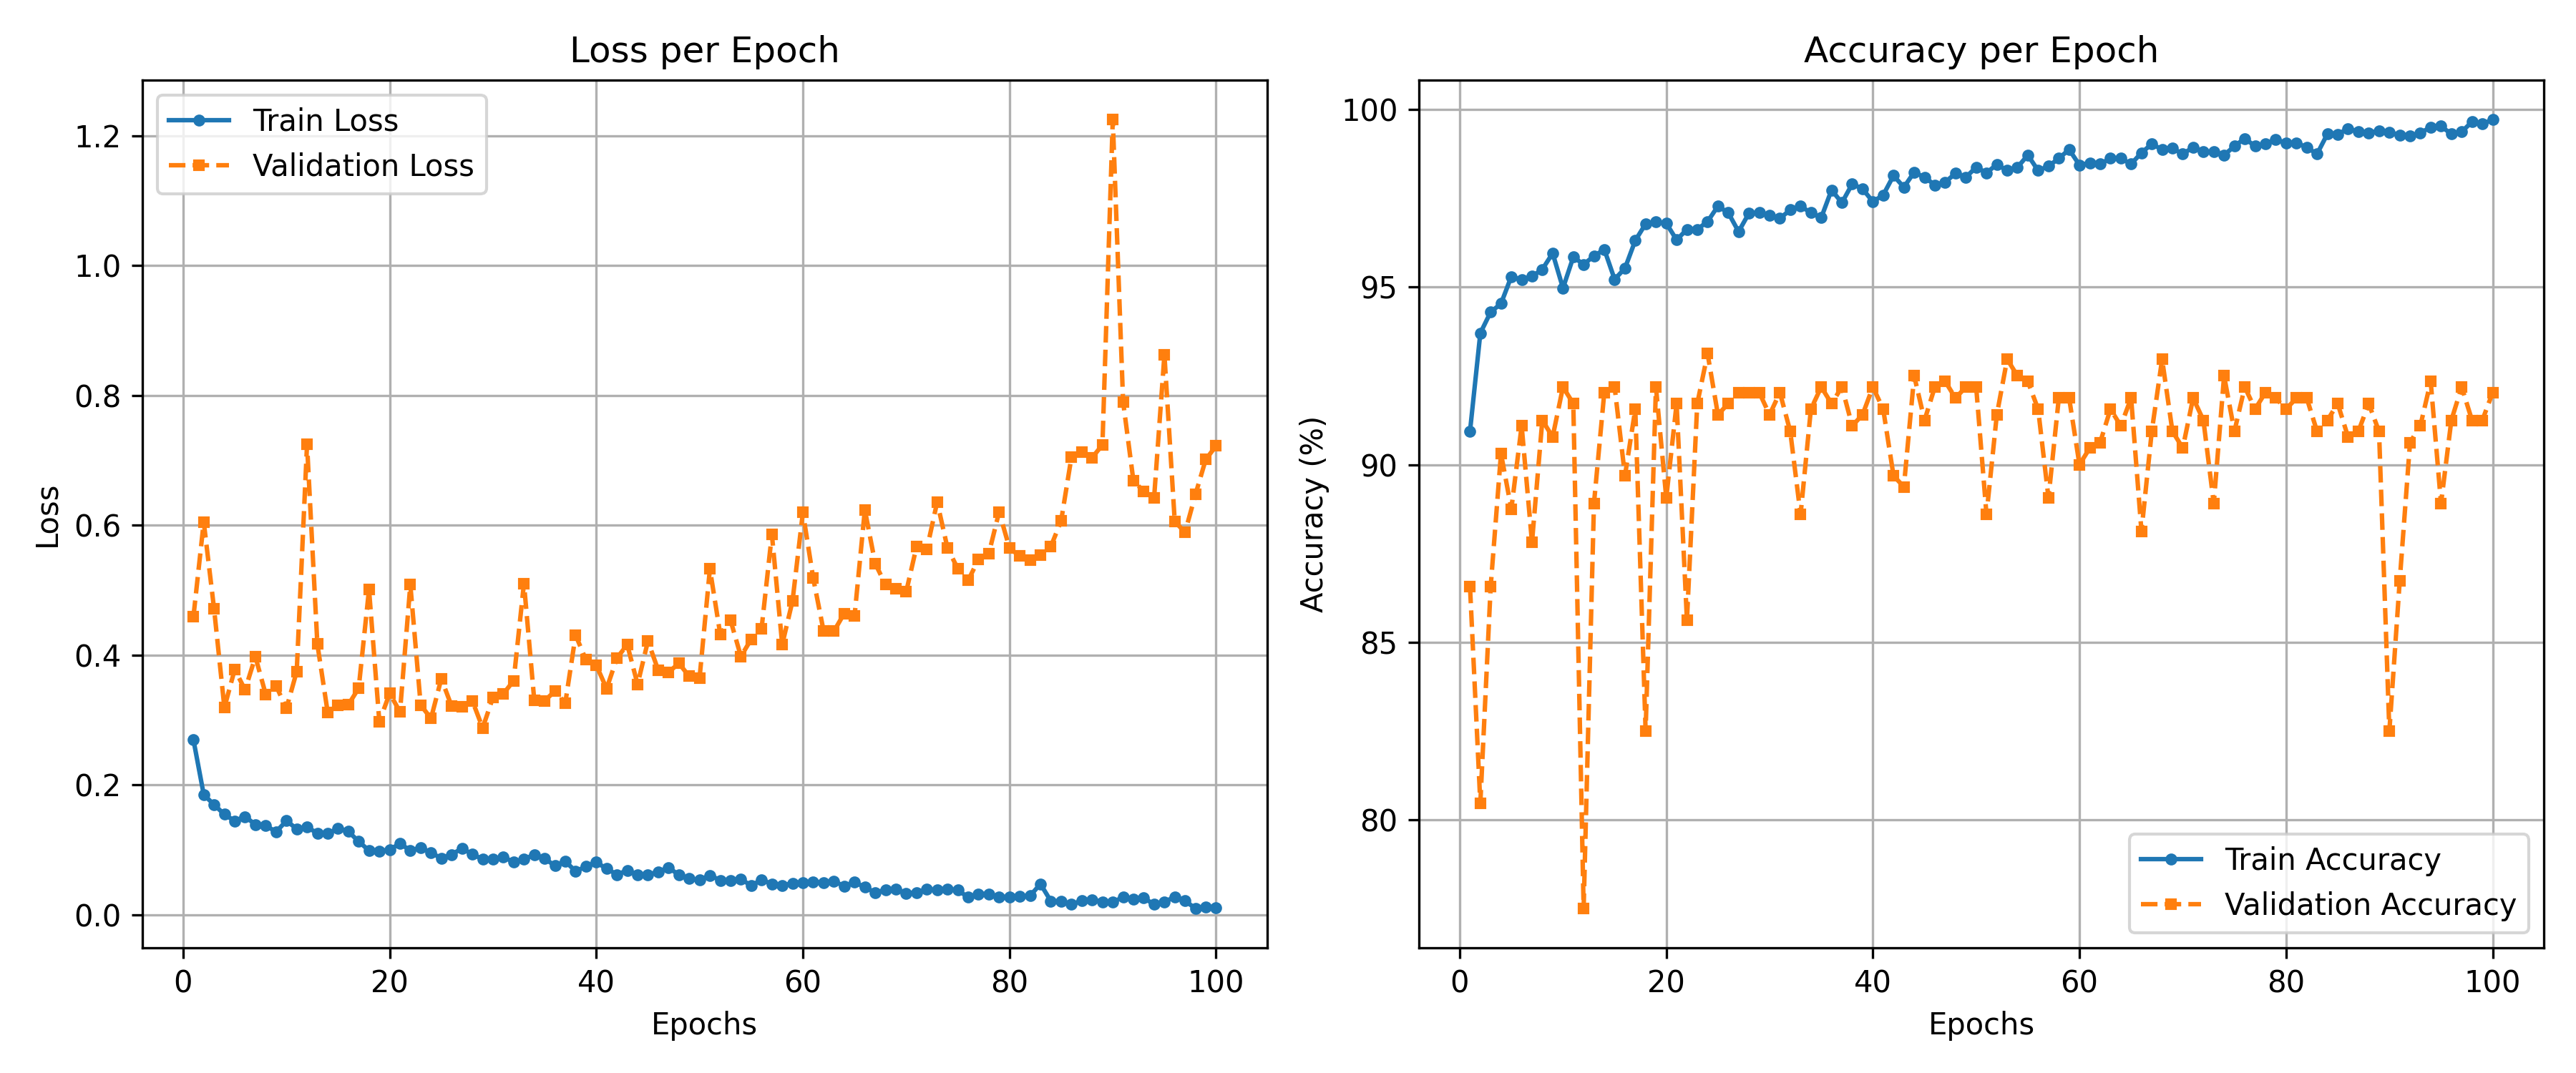 Loss per Epoch
Train Loss
Validation Loss
1.2
1.0
0.8
0.6
0.4
0.2
0.0
Loss
0 20 40 60 80 100
Epochs
Accuracy per Epoch
100
95
90
85
80
Accuracy (%)
Train Accuracy
Validation Accuracy
0 20 40 60 80 100
Epochs